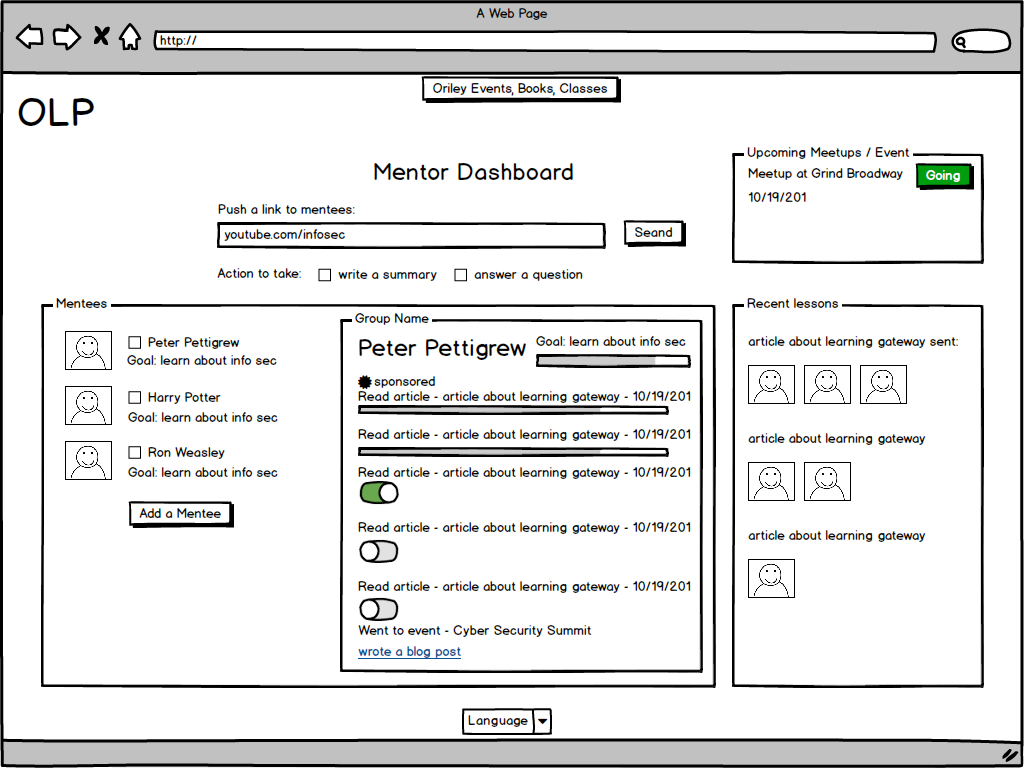 A Web Page
http://
Oriley Events, Books, Classes
OLP
Mentor Dashboard
Push a link to mentees:
youtube.com/infosec
Seand
Action to take:
write a summary
answer a question
Upcoming Meetups / Event
Meetup at Grind Broadway
Going
10/19/201
Mentees
Peter Pettigrew
Goal: learn about info sec
Harry Potter
Goal: learn about info sec
Ron Weasley
Goal: learn about info sec
Add a Mentee
Group Name
Peter Pettigrew
Goal: learn about info sec
sponsored
Read article - article about learning gateway - 10/19/201
Read article - article about learning gateway - 10/19/201
Read article - article about learning gateway - 10/19/201
Read article - article about learning gateway - 10/19/201
Read article - article about learning gateway - 10/19/201
Went to event - Cyber Security Summit
wrote a blog post
Recent lessons
article about learning gateway sent:
article about learning gateway
article about learning gateway
Language